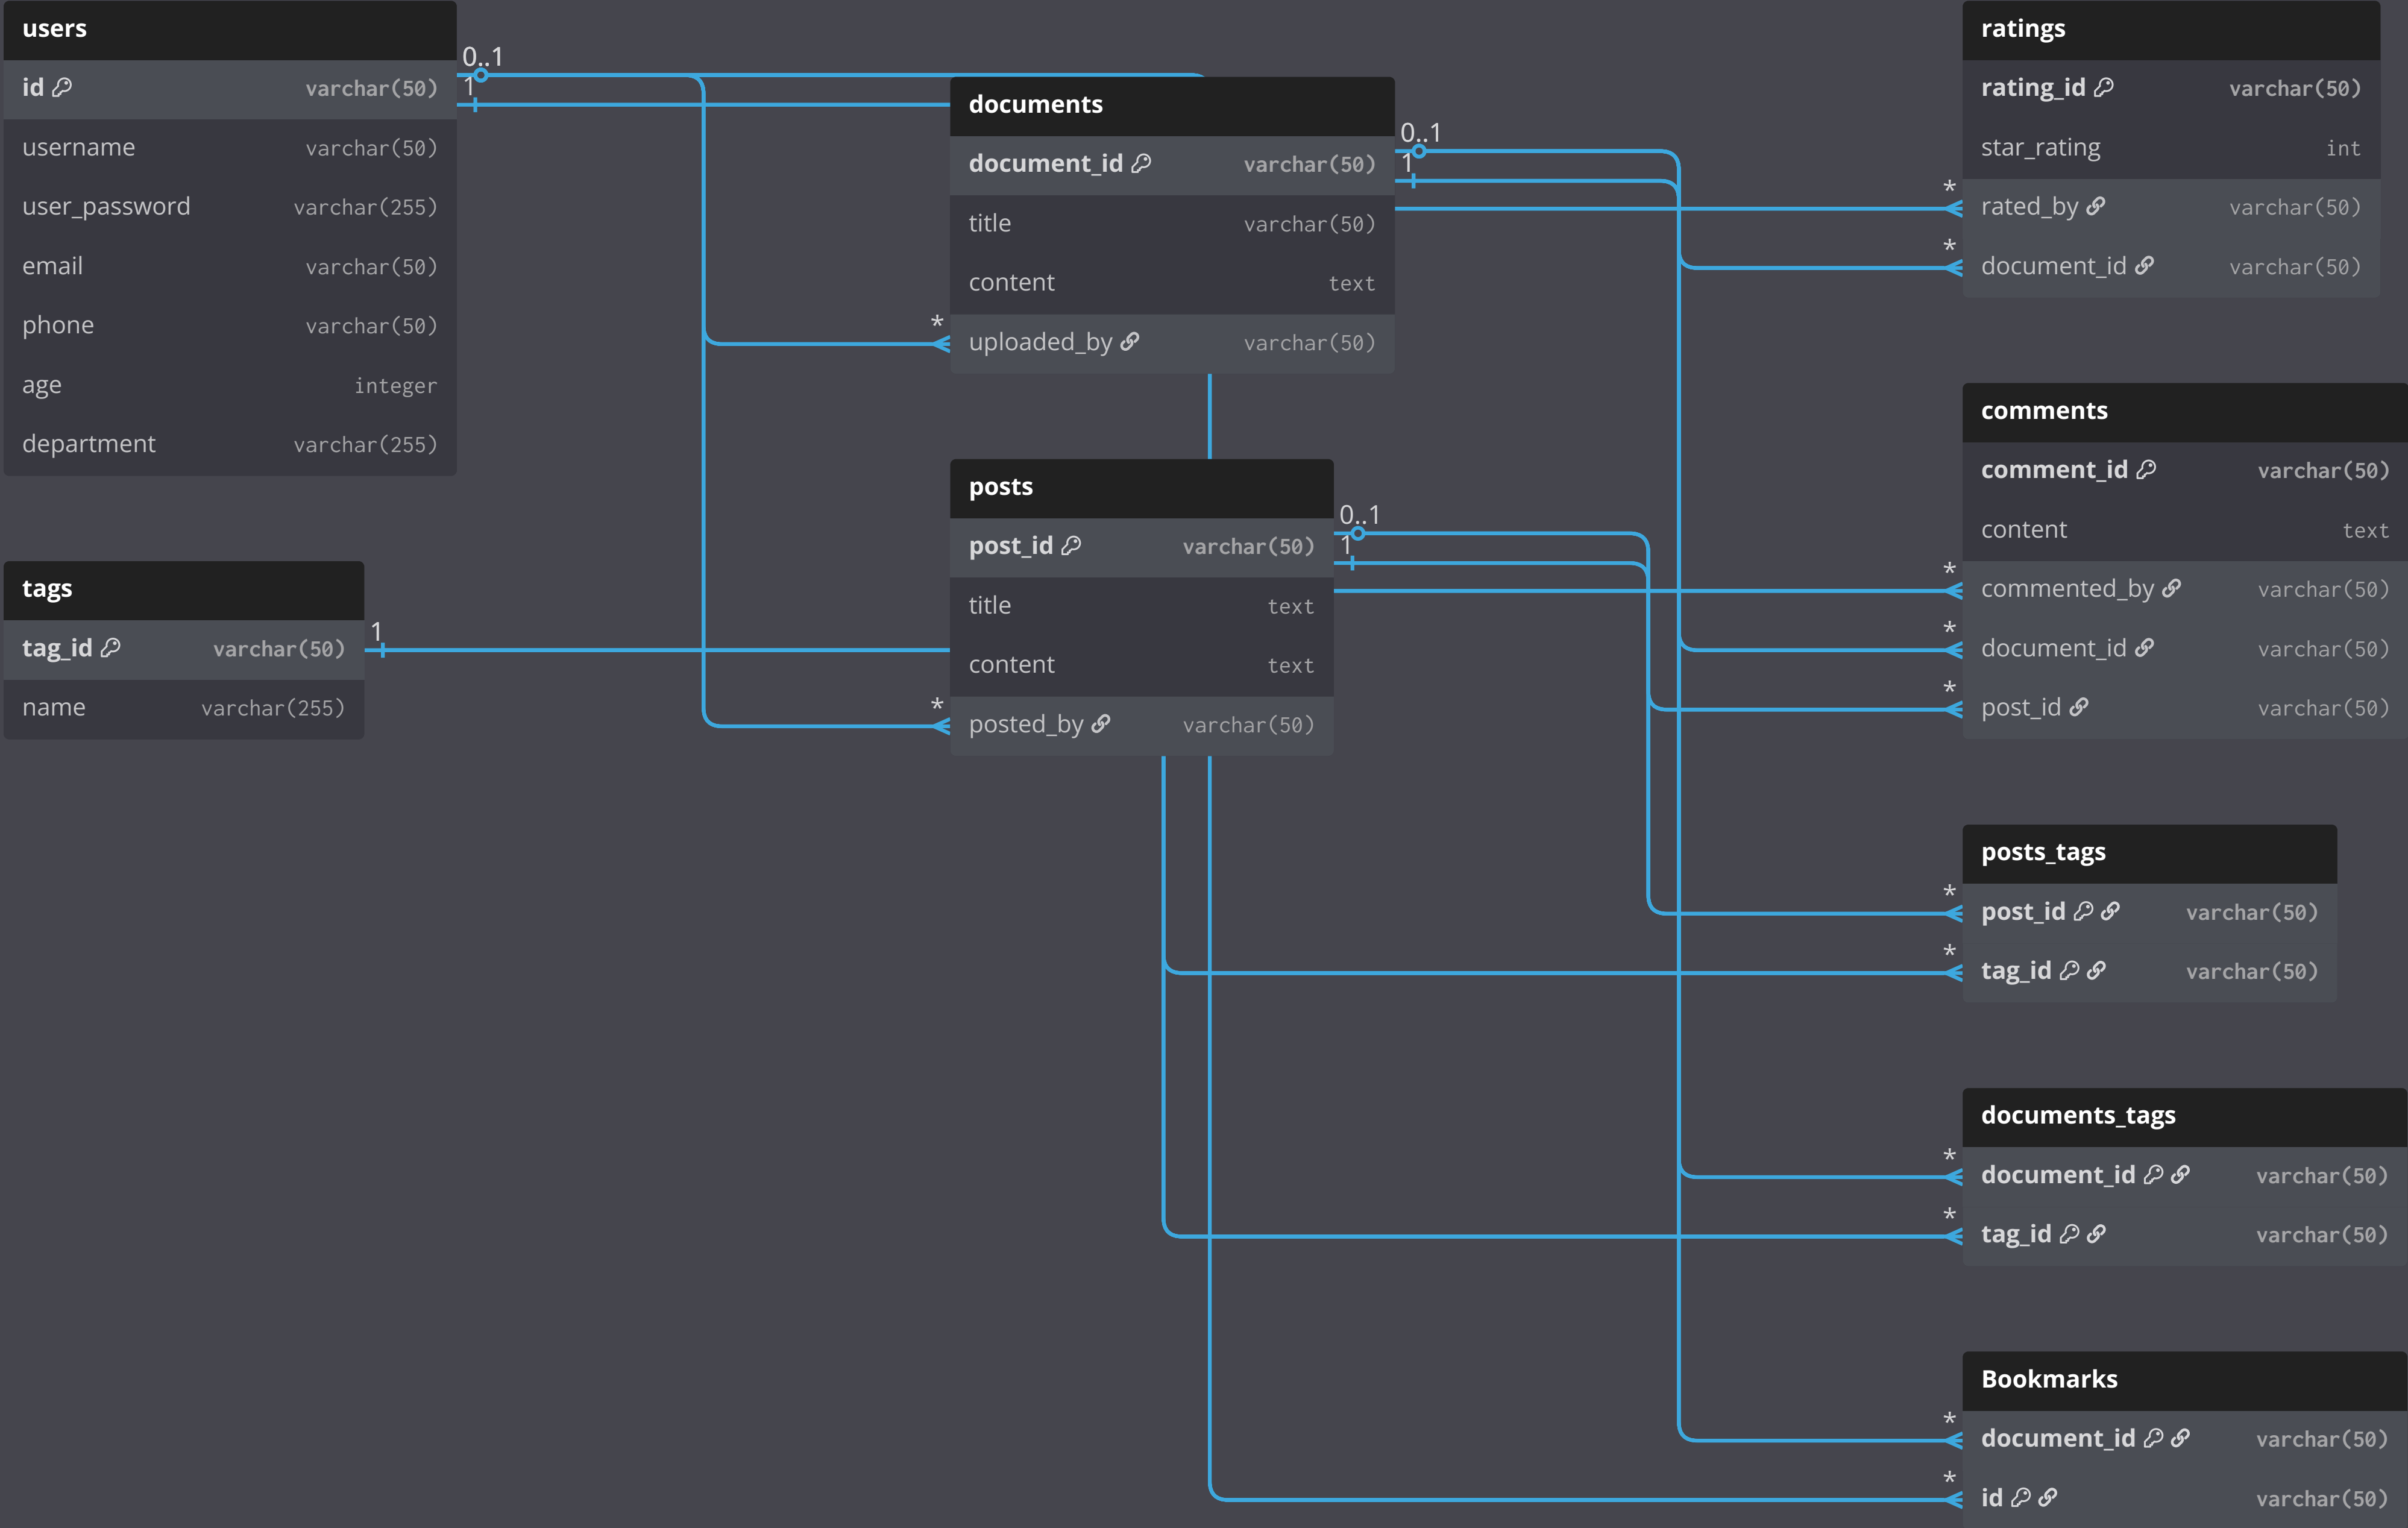 users
id varchar(50)
username varchar(50)
user_password varchar(255)
email varchar(50)
phone varchar(50)
age integer
department varchar(255)
0..1
1
tags
tag_id varchar(50)
name varchar(255)
1
documents
document_id varchar(50)
title varchar(50)
content text
* uploaded_by varchar(50)
0..1
1
posts
post_id varchar(50)
title text
content text
* posted_by varchar(50)
0..1
1
ratings
rating_id varchar(50)
star_rating int
* rated_by varchar(50)
* document_id varchar(50)
comments
comment_id varchar(50)
content text
* commented_by varchar(50)
* document_id varchar(50)
* post_id varchar(50)
posts_tags
* post_id varchar(50)
* tag_id varchar(50)
documents_tags
* document_id varchar(50)
* tag_id varchar(50)
Bookmarks
* document_id varchar(50)
* id varchar(50)